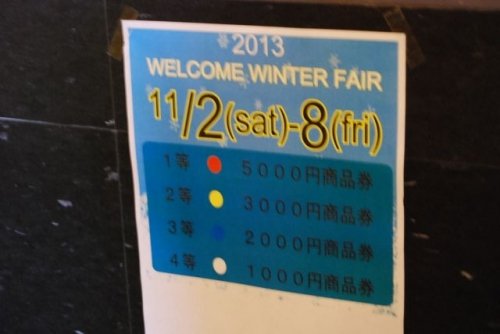 2013
WELCOME WINTER FAIR
11/2(sat)-8(fri)
1等 5000円商品券
2等 3000円商品券
3等 2000円商品券
4等 1000円商品券